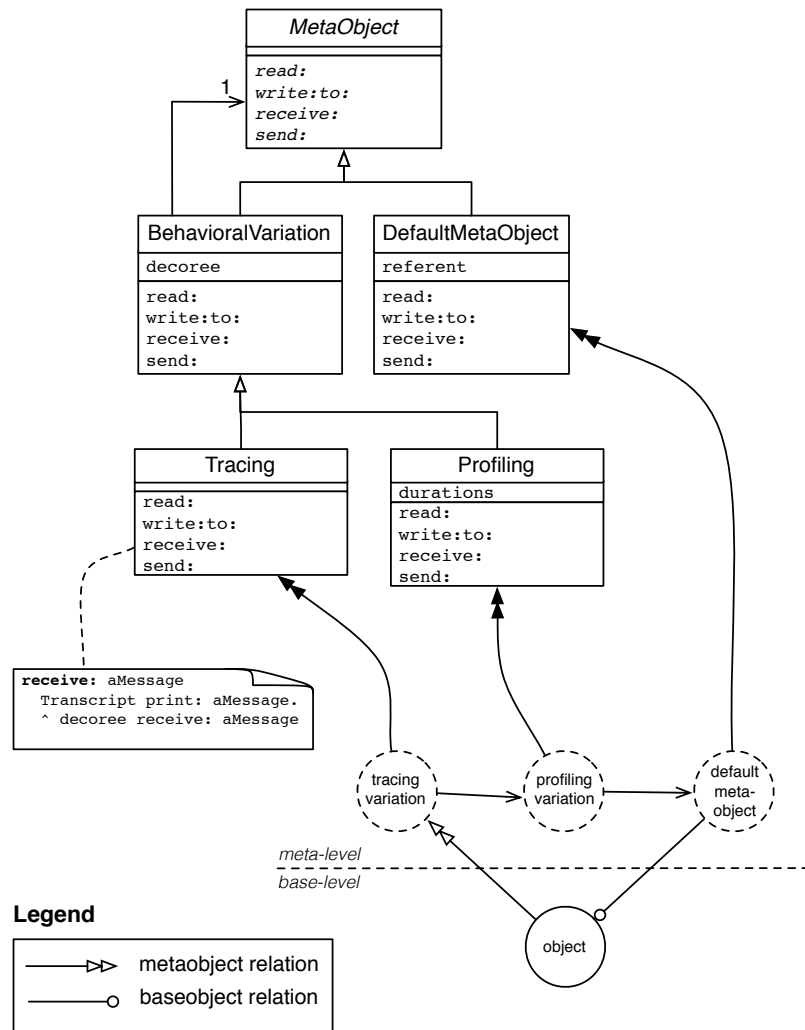 MetaObject
read:
write:to:
receive:
send:
1
BehavioralVariation
decoree
read:
write:to:
receive:
send:
DefaultMetaObject
referent
read:
write:to:
receive:
send:
Tracing
read:
write:to:
receive:
send:
Profiling
durations
read:
write:to:
receive:
send:
receive: aMessage
Transcript print: aMessage.
^ decoree receive: aMessage
tracing
variation
profiling
variation
default
meta-
object
meta-level
base-level
object
Legend
metaobject relation
baseobject relation